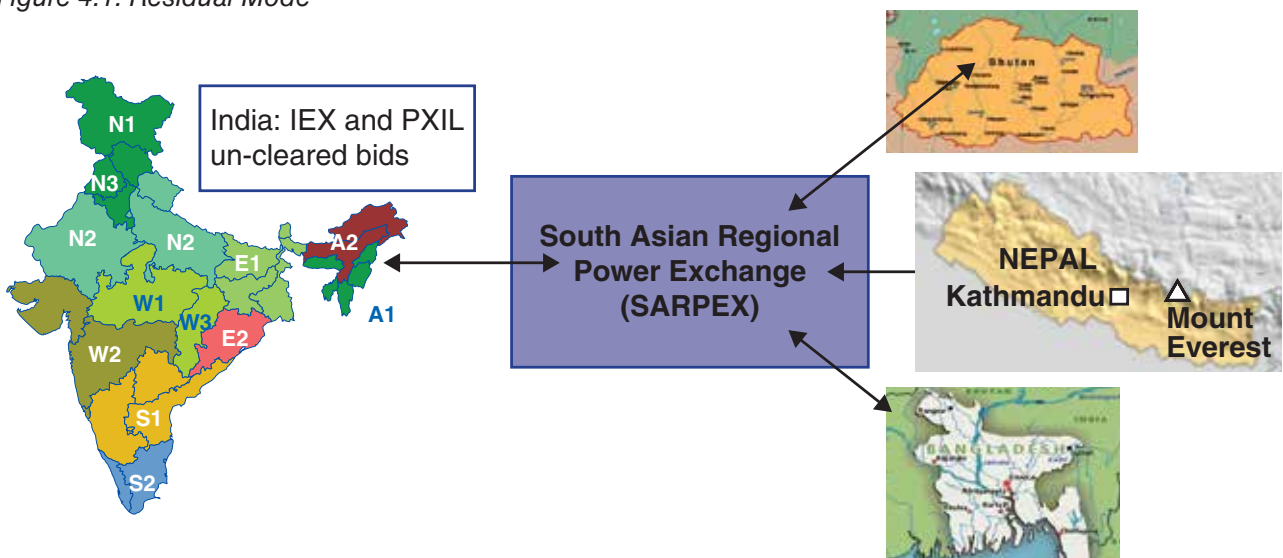 Figure 4.1: Residual Mode
India: IEX and PXIL
un-cleared bids
N1
N3
N2
N2
E1
A2
A1
W1
W3
E2
W2
S1
S2
South Asian Regional
Power Exchange
(SARPEX)
Bhutan
NEPAL
Kathmandu
Mount
Everest
BANGLADESH
INDIA